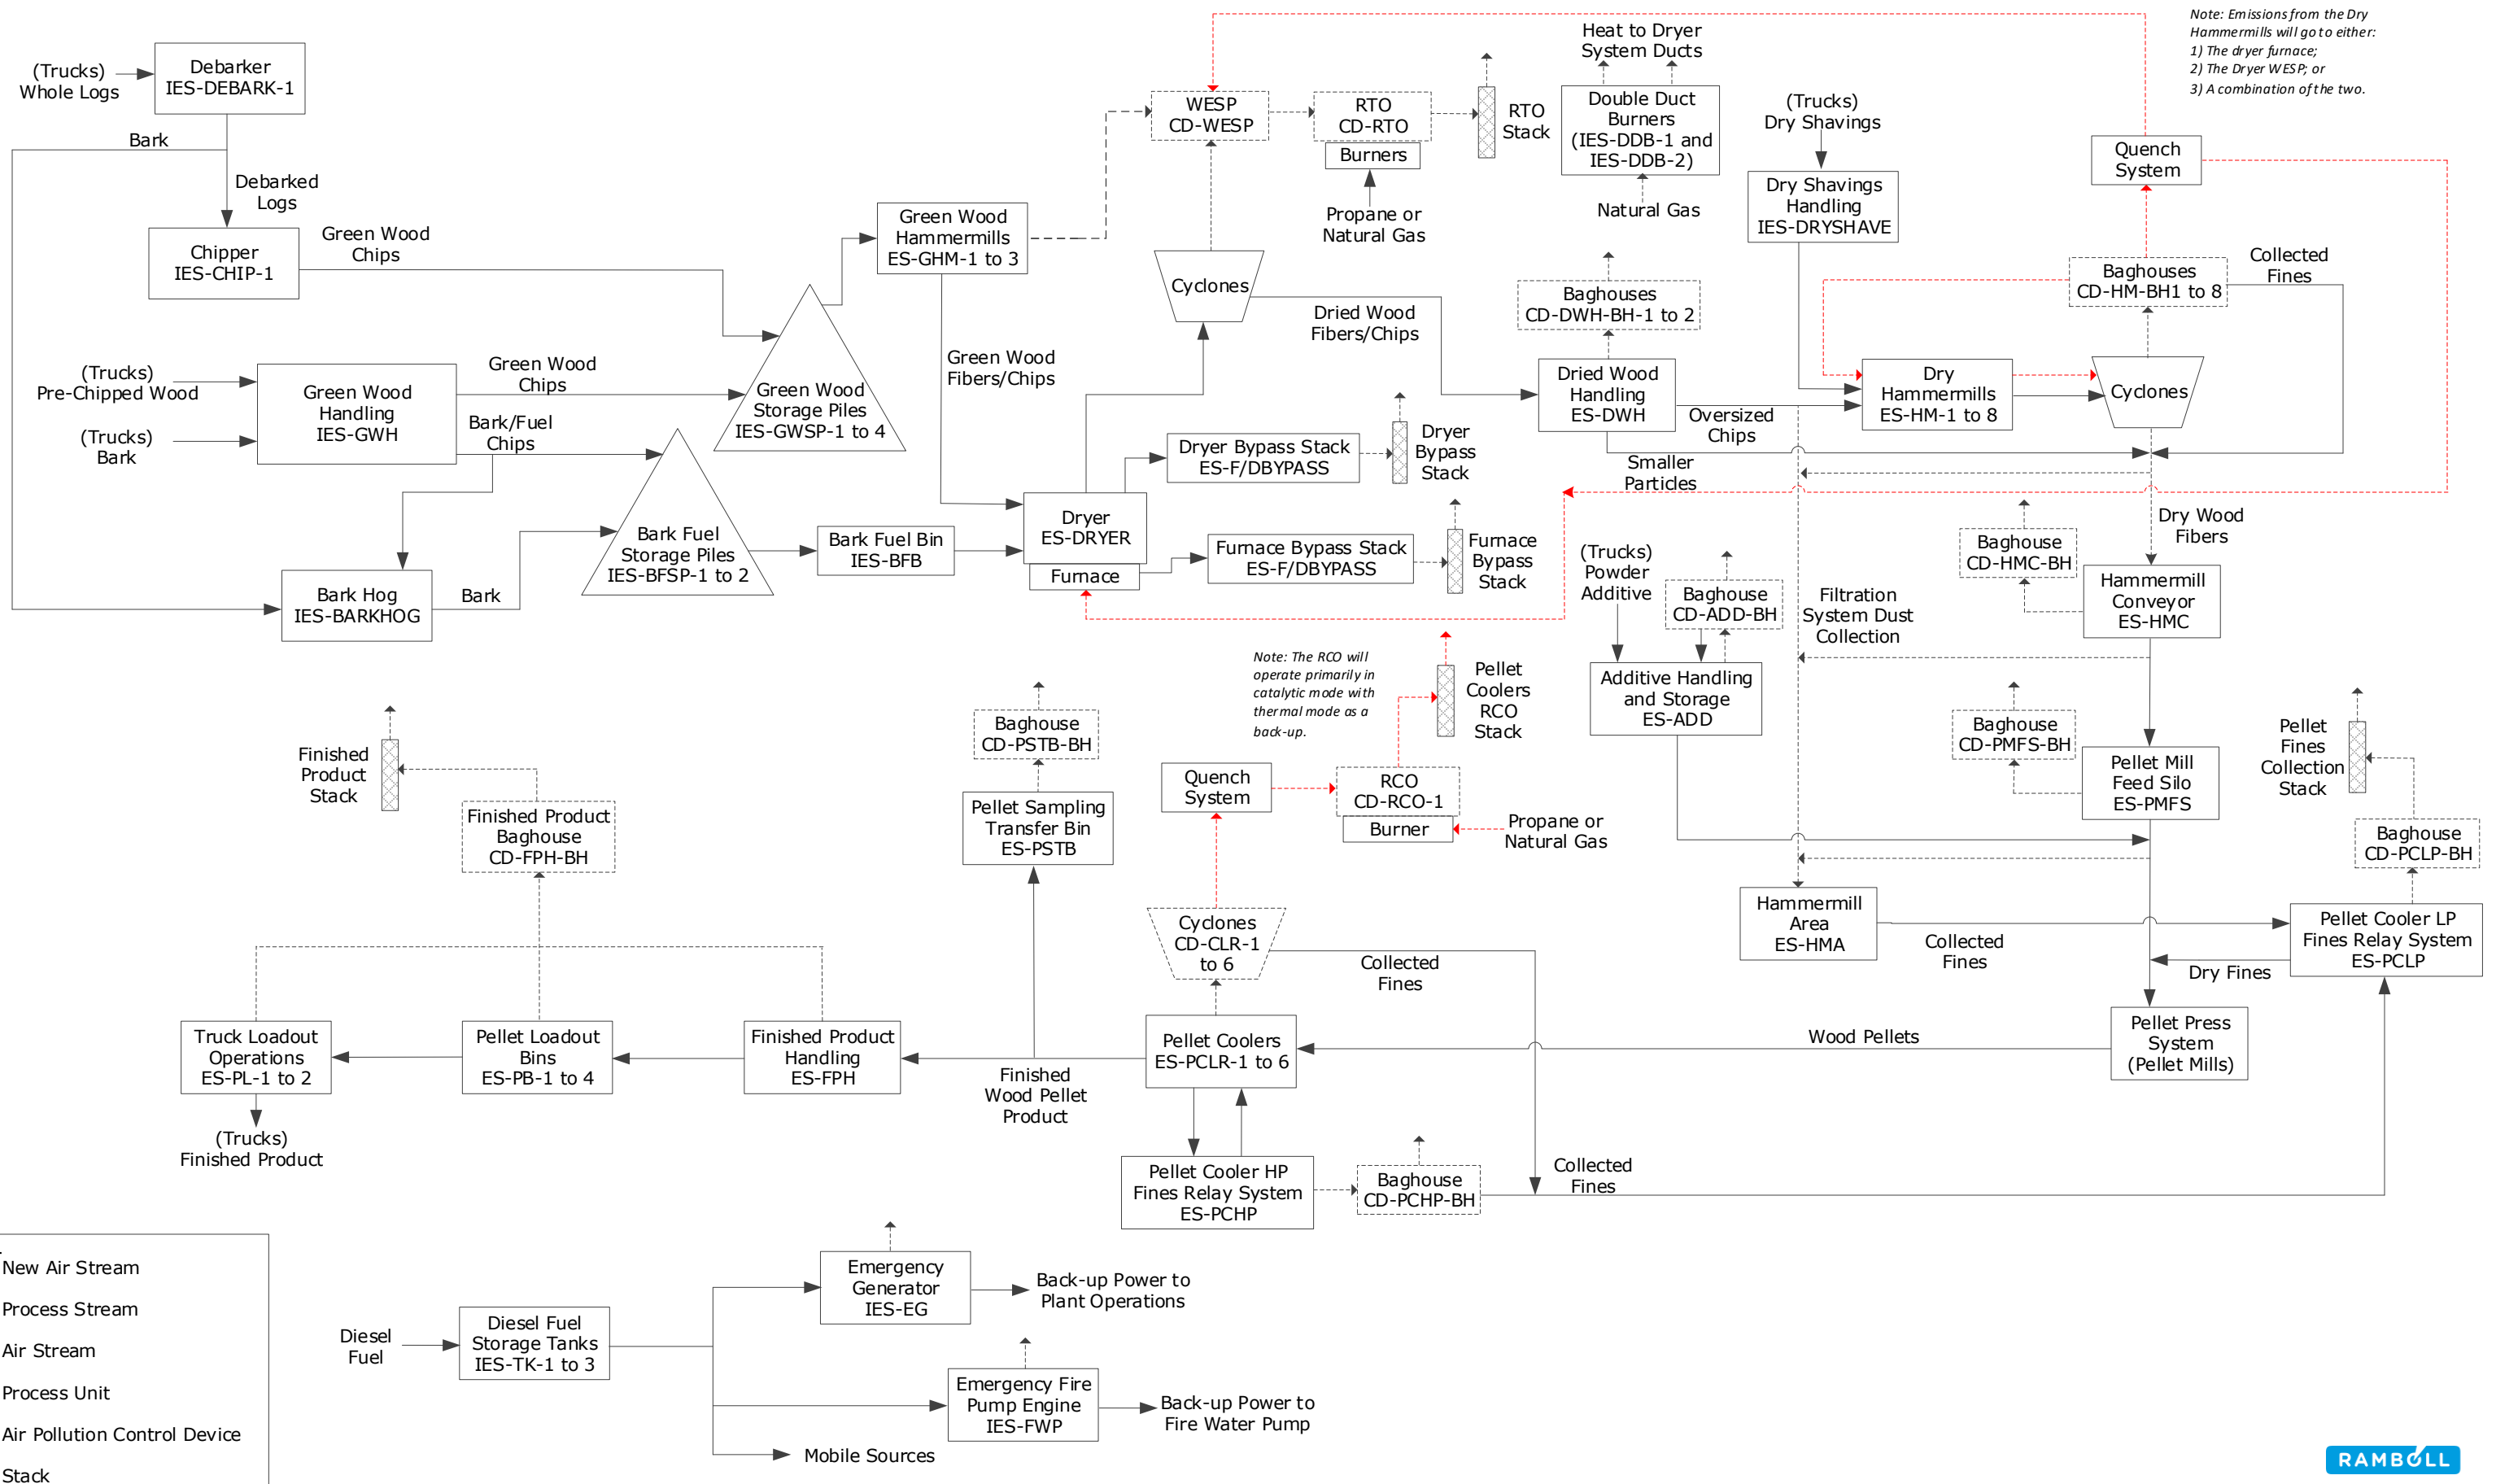 Note: Emissions from the Dry
Hammermills will go to either:
1) The dryer furnace;
2) The Dryer WESP; or
3) A combination of the two.
(Trucks)
Whole Logs
Debarker
IES-DEBARK-1
Bark
Debarked
Logs
Chipper
IES-CHIP-1
Green Wood
Chips
(Trucks)
Pre-Chipped Wood
(Trucks)
Bark
Green Wood
Handling
IES-GWH
Green Wood
Chips
Bark/Fuel
Chips
Green Wood
Storage Piles
IES-GWSP-1 to 4
Bark Hog
IES-BARKHOG
Bark
Bark Fuel
Storage Piles
IES-BFSP-1 to 2
Bark Fuel Bin
IES-BFB
Green Wood
Hammermills
ES-GHM-1 to 3
Green Wood
Fibers/Chips
Dryer
ES-DRYER
Furnace
WESP
CD-WESP
RTO
CD-RTO
Burners
Propane or
Natural Gas
RTO
Stack
Cyclones
Dried Wood
Fibers/Chips
Heat to Dryer
System Ducts
Double Duct
Burners
(IES-DDB-1 and
IES-DDB-2)
Natural Gas
(Trucks)
Dry Shavings
Dry Shavings
Handling
IES-DRYSHAVE
Quench
System
Baghouses
CD-HM-BH1 to 8
Collected
Fines
Baghouses
CD-DWH-BH-1 to 2
Dried Wood
Handling
ES-DWH
Oversized
Chips
Smaller
Particles
Dry
Hammermills
ES-HM-1 to 8
Cyclones
Dryer Bypass Stack
ES-F/DBYPASS
Dryer
Bypass
Stack
Furnace Bypass Stack
ES-F/DBYPASS
Furnace
Bypass
Stack
(Trucks)
Powder
Additive
Baghouse
CD-ADD-BH
Additive Handling
and Storage
ES-ADD
Filtration
System Dust
Collection
Dry Wood
Fibers
Baghouse
CD-HMC-BH
Hammermill
Conveyor
ES-HMC
Baghouse
CD-PMFS-BH
Pellet Mill
Feed Silo
ES-PMFS
Pellet
Fines
Collection
Stack
Baghouse
CD-PCLP-BH
Hammermill
Area
ES-HMA
Collected
Fines
Pellet Cooler LP
Fines Relay System
ES-PCLP
Dry Fines
Pellet Press
System
(Pellet Mills)
Wood Pellets
Note: The RCO will
operate primarily in
catalytic mode with
thermal mode as a
back-up.
Pellet
Coolers
RCO
Stack
Quench
System
RCO
CD-RCO-1
Burner
Propane or
Natural Gas
Cyclones
CD-CLR-1
to 6
Collected
Fines
Pellet Coolers
ES-PCLR-1 to 6
Pellet Cooler HP
Fines Relay System
ES-PCHP
Baghouse
CD-PCHP-BH
Collected
Fines
Baghouse
CD-PSTB-BH
Pellet Sampling
Transfer Bin
ES-PSTB
Finished
Wood Pellet
Product
Finished Product
Handling
ES-FPH
Pellet Loadout
Bins
ES-PB-1 to 4
Truck Loadout
Operations
ES-PL-1 to 2
(Trucks)
Finished Product
Finished
Product
Stack
Finished Product
Baghouse
CD-FPH-BH
New Air Stream
Process Stream
Air Stream
Process Unit
Air Pollution Control Device
Stack
Diesel
Fuel
Diesel Fuel
Storage Tanks
IES-TK-1 to 3
Emergency
Generator
IES-EG
Back-up Power to
Plant Operations
Emergency Fire
Pump Engine
IES-FWP
Back-up Power to
Fire Water Pump
Mobile Sources
RAMBOLL